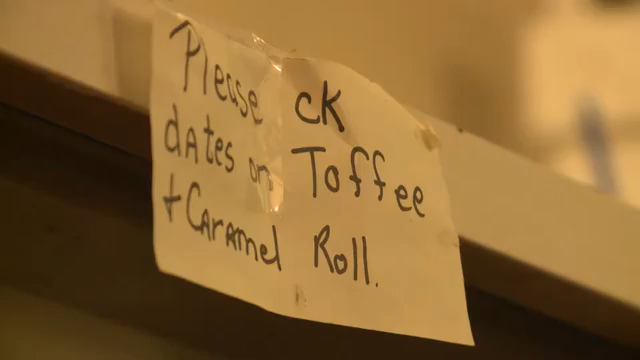 Please ck
dates on Toffee
+ Caramel Roll.